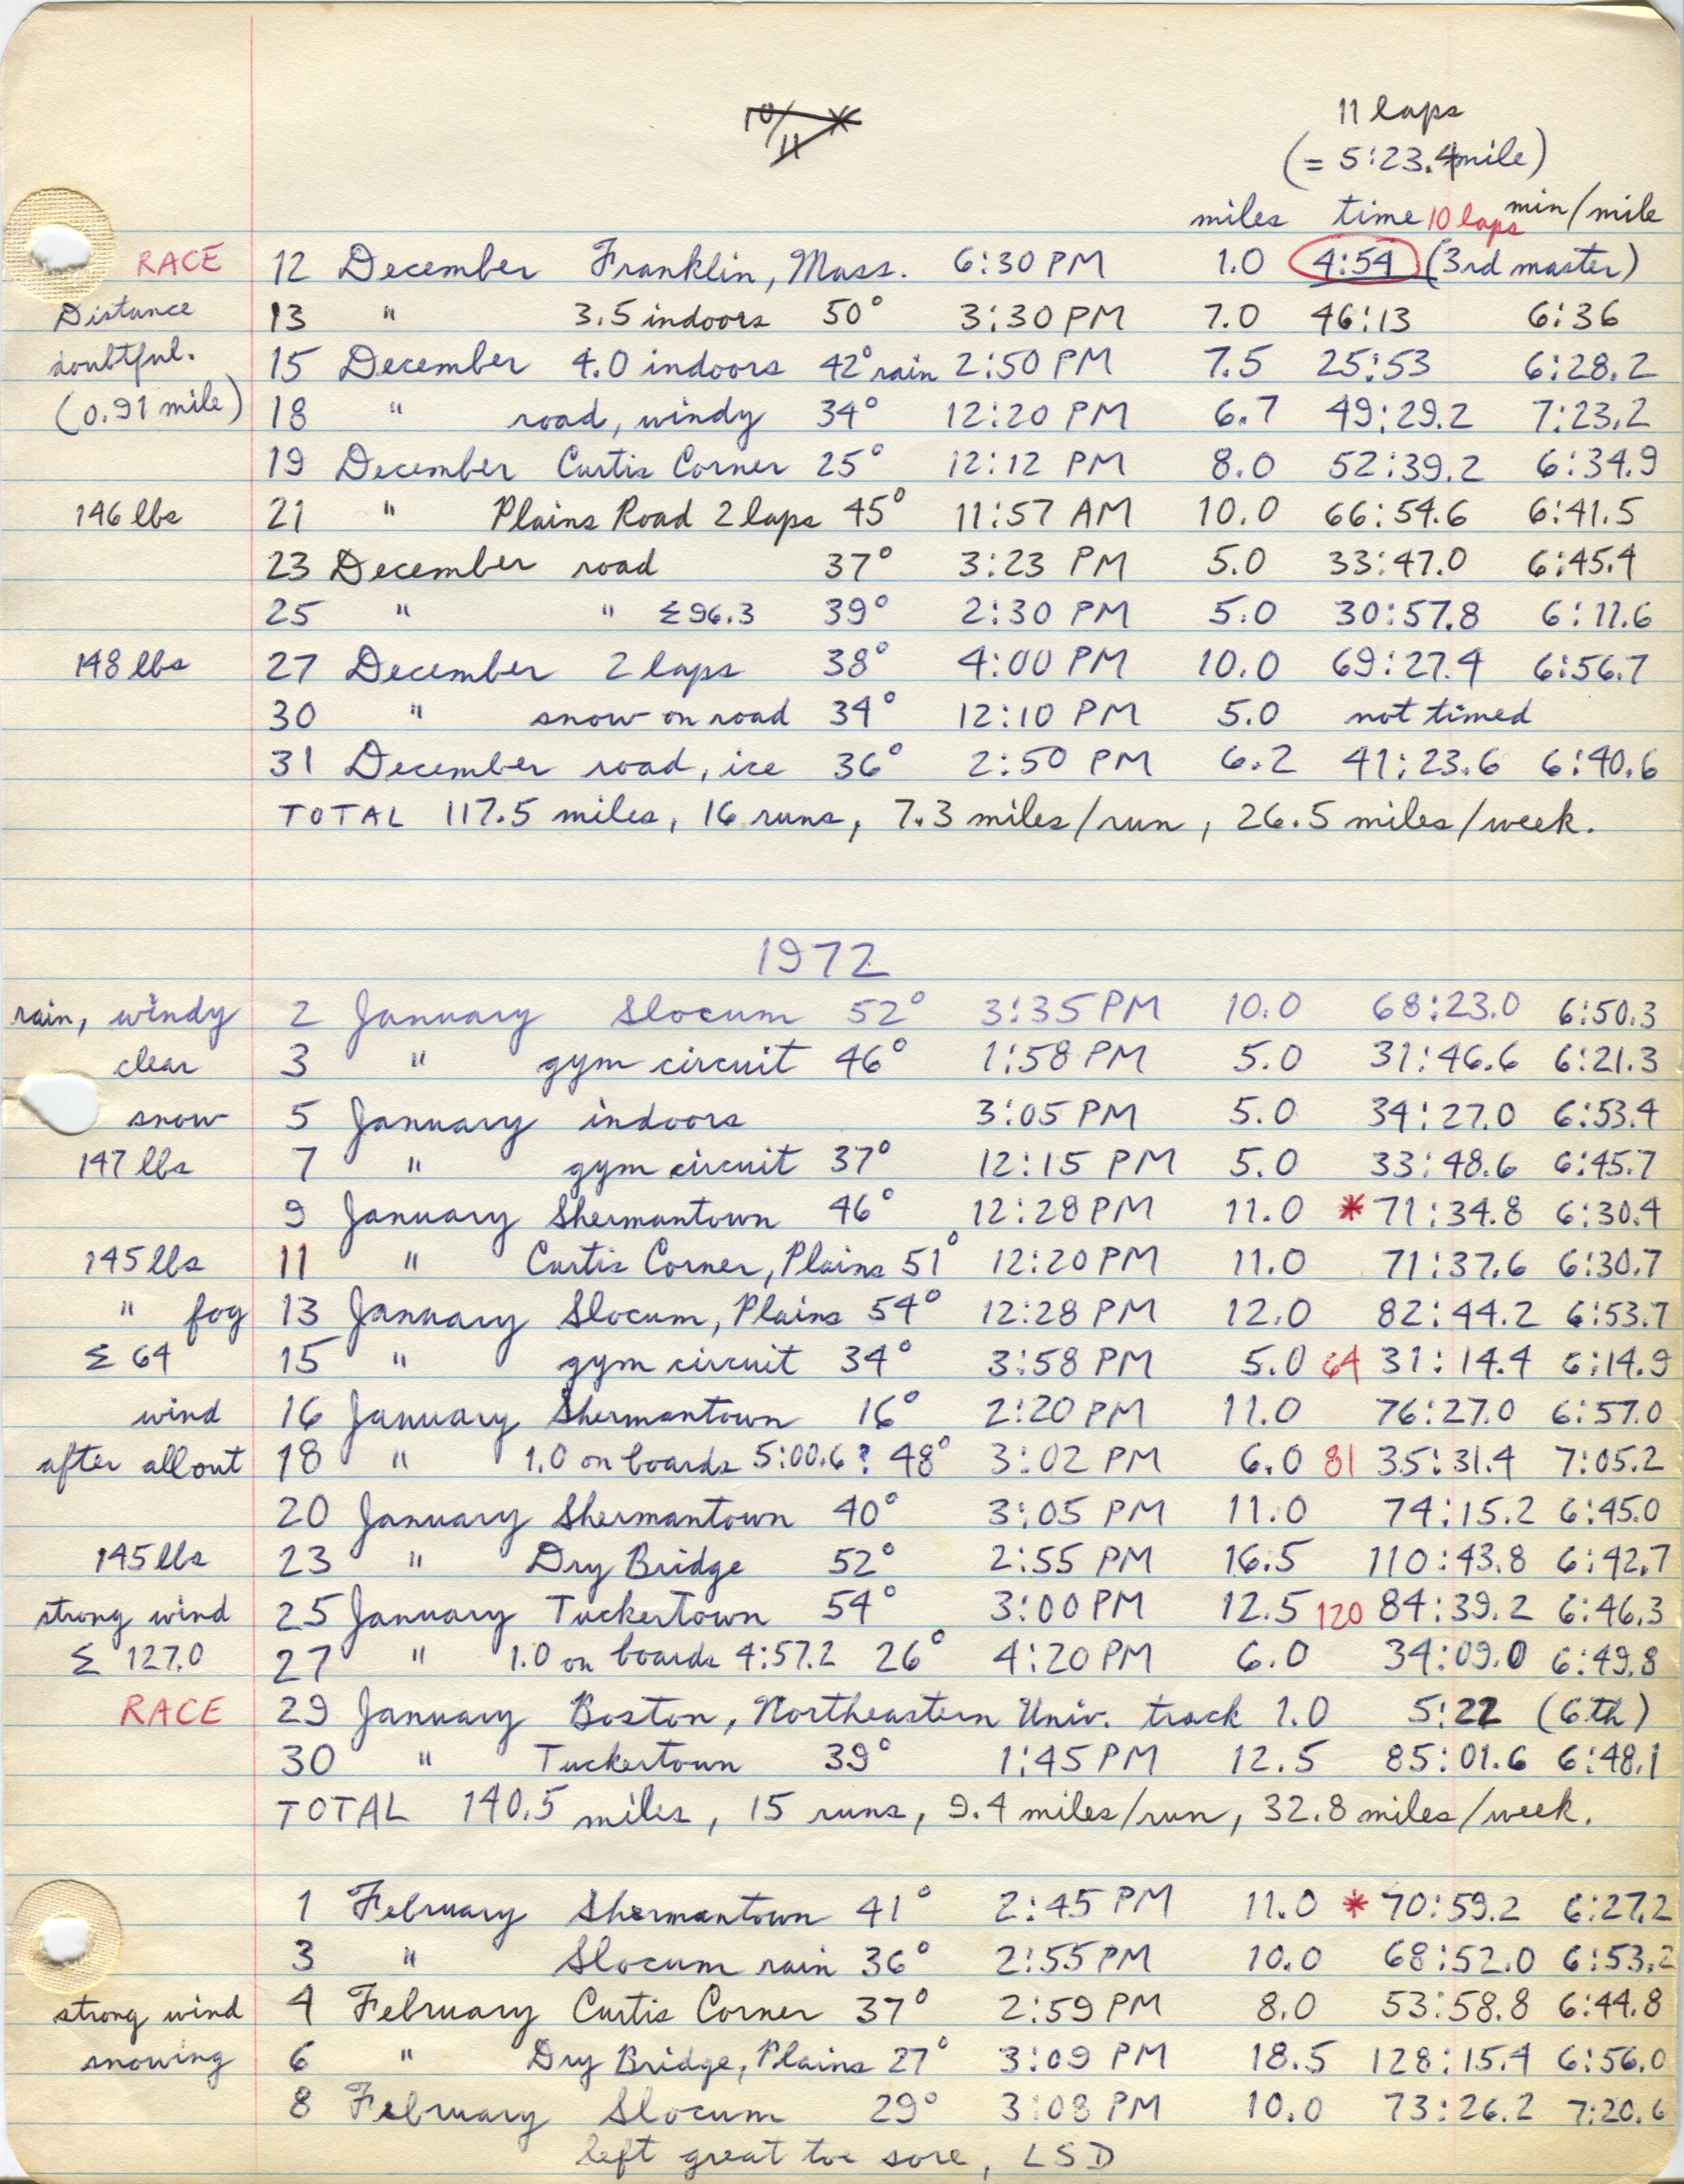 11 laps
(= 5:23.4 mile)
miles time 10 laps min/mile
RACE 12 December Franklin, Mass. 6:30 PM 1.0 4:54 (3rd master)
Distance 13 " 3.5 indoors 50° 3:30 PM 7.0 46:13 6:36
doubtful. 15 December 4.0 indoors 42° rain 2:50 PM 7.5 25:53 6:28.2
(0.91 mile) 18 " road, windy 34° 12:20 PM 6.7 49:29.2 7:23.2
19 December Curtis Corner 25° 12:12 PM 8.0 52:39.2 6:34.9
146 lbs 21 " Plains Road 2 laps 45° 11:57 AM 10.0 66:54.6 6:41.5
23 December road 37° 3:23 PM 5.0 33:47.0 6:45.4
25 " " Σ96.3 39° 2:30 PM 5.0 30:57.8 6:11.6
148 lbs 27 December 2 laps 38° 4:00 PM 10.0 69:27.4 6:56.7
30 " snow on road 34° 12:10 PM 5.0 not timed
31 December road, ice 36° 2:50 PM 6.2 41:23.6 6:40.6
TOTAL 117.5 miles, 16 runs, 7.3 miles/run, 26.5 miles/week.
1972
rain, windy 2 January Slocum 52° 3:35 PM 10.0 68:23.0 6:50.3
clear 3 " gym circuit 46° 1:58 PM 5.0 31:46.6 6:21.3
snow 5 January indoors 3:05 PM 5.0 34:27.0 6:53.4
147 lbs 7 " gym circuit 37° 12:15 PM 5.0 33:48.6 6:45.7
9 January Shermantown 46° 12:28 PM 11.0 * 71:34.8 6:30.4
145 lbs 11 " Curtis Corner, Plains 51° 12:20 PM 11.0 71:37.6 6:30.7
" fog 13 January Slocum, Plains 54° 12:28 PM 12.0 82:44.2 6:53.7
Σ 64 15 " gym circuit 34° 3:58 PM 5.0 64 31:14.4 6:14.9
wind 16 January Shermantown 16° 2:20 PM 11.0 76:27.0 6:57.0
after all out 18 " 1.0 on boards 5:00.6? 48° 3:02 PM 6.0 81 35:31.4 7:05.2
20 January Shermantown 40° 3:05 PM 11.0 74:15.2 6:45.0
145 lbs 23 " Dry Bridge 52° 2:55 PM 16.5 110:43.8 6:42.7
strong wind 25 January Tuckertown 54° 3:00 PM 12.5 120 84:39.2 6:46.3
Σ 127.0 27 " 1.0 on boards 4:57.2 26° 4:20 PM 6.0 34:09.0 6:49.8
RACE 29 January Boston, Northeastern Univ. track 1.0 5:22 (6th)
30 " Tuckertown 39° 1:45 PM 12.5 85:01.6 6:48.1
TOTAL 140.5 miles, 15 runs, 9.4 miles/run, 32.8 miles/week.
1 February Shermantown 41° 2:45 PM 11.0 * 70:59.2 6:27.2
3 " Slocum rain 36° 2:55 PM 10.0 68:52.0 6:53.2
strong wind 4 February Curtis Corner 37° 2:59 PM 8.0 53:58.8 6:44.8
snowing 6 " Dry Bridge, Plains 27° 3:09 PM 18.5 128:15.4 6:56.0
8 February Slocum 29° 3:08 PM 10.0 73:26.2 7:20.6
left great toe sore, LSD